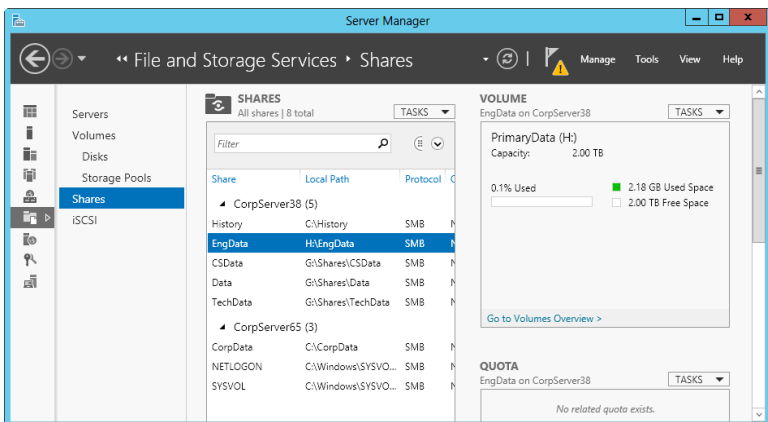 Server Manager
File and Storage Services Shares
Manage Tools View Help
Servers
Volumes
Disks
Storage Pools
Shares
iSCSI
SHARES
All shares | 8 total
TASKS
Filter
Share Local Path Protocol
CorpServer38 (5)
History C:\History SMB
EngData H:\EngData SMB
CSData G:\Shares\CSData SMB
Data G:\Shares\Data SMB
TechData G:\Shares\TechData SMB
CorpServer65 (3)
CorpData C:\CorpData SMB
NETLOGON C:\Windows\SYSVO... SMB
SYSVOL C:\Windows\SYSVO... SMB
VOLUME
EngData on CorpServer38
TASKS
PrimaryData (H:)
Capacity: 2.00 TB
0.1% Used
2.18 GB Used Space
2.00 TB Free Space
Go to Volumes Overview >
QUOTA
EngData on CorpServer38
TASKS
No related quota exists.